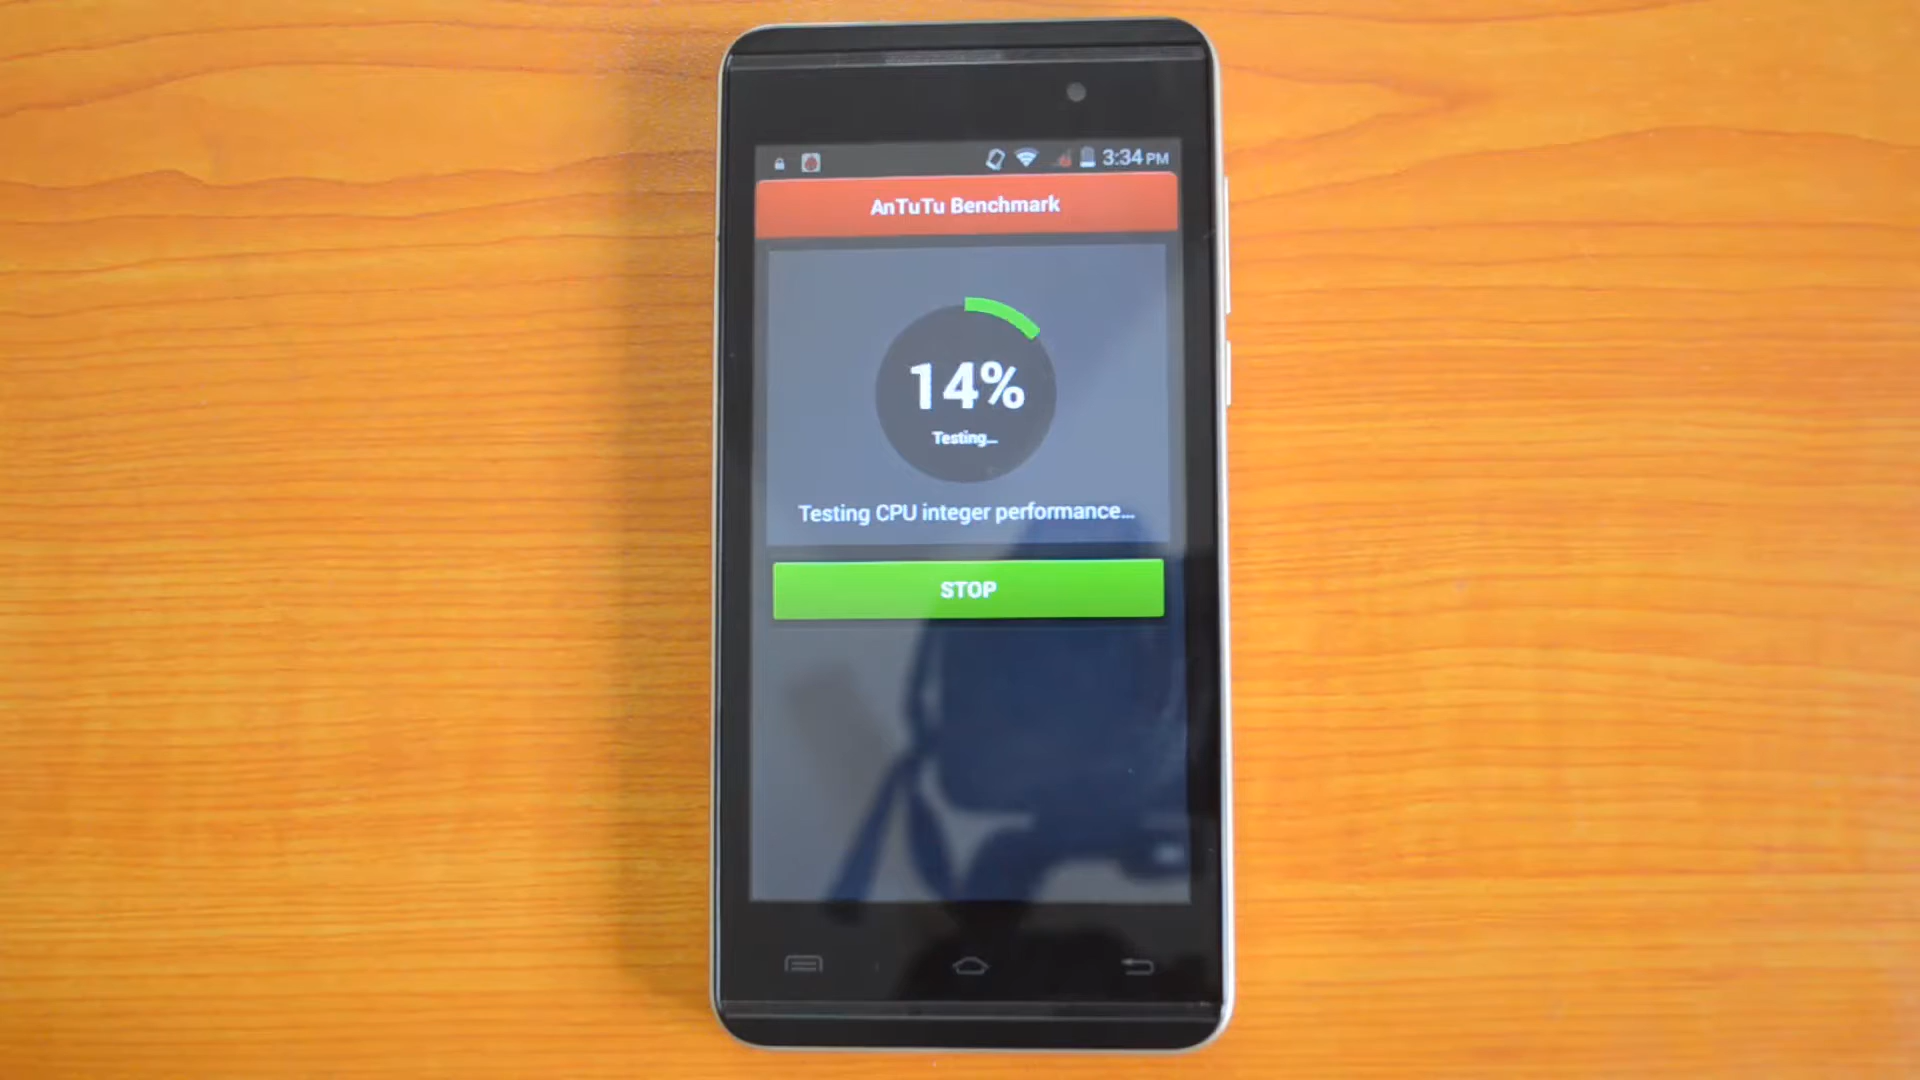 3:34 PM
AnTuTu Benchmark
14%
Testing...
Testing CPU integer performance...
STOP